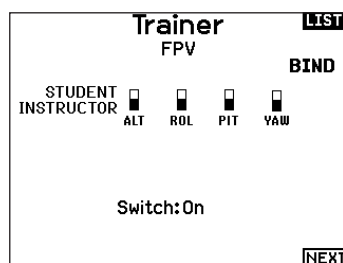 Trainer
LIST
FPV
BIND
STUDENT
INSTRUCTOR
ALT ROL PIT YAW
Switch:On
NEXT